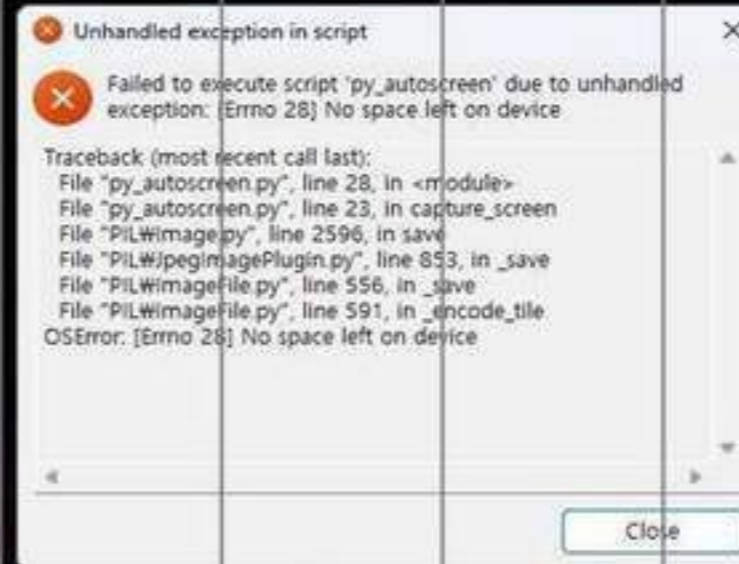 Unhandled exception in script
Failed to execute script 'py_autoscreen' due to unhandled
exception: [Errno 28] No space left on device
Traceback (most recent call last):
File "py_autoscreen.py", line 28, in <module>
File "py_autoscreen.py", line 23, in capture_screen
File "PIL₩Image.py", line 2596, in save
File "PIL₩JpegImagePlugin.py", line 853, in _save
File "PIL₩ImageFile.py", line 556, in _save
File "PIL₩ImageFile.py", line 591, in _encode_tile
OSError: [Errno 28] No space left on device
Close